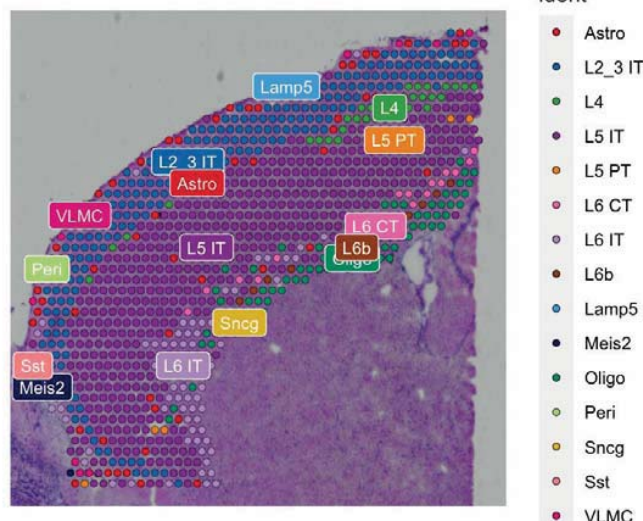 ident
Lamp5
L4
L5 PT
L2_3 IT
Astro
VLMC
L6 CT
L5 IT
L6b
Oligo
Peri
Sncg
Sst
L6 IT
Meis2
Astro
L2_3 IT
L4
L5 IT
L5 PT
L6 CT
L6 IT
L6b
Lamp5
Meis2
Oligo
Peri
Sncg
Sst
VLMC